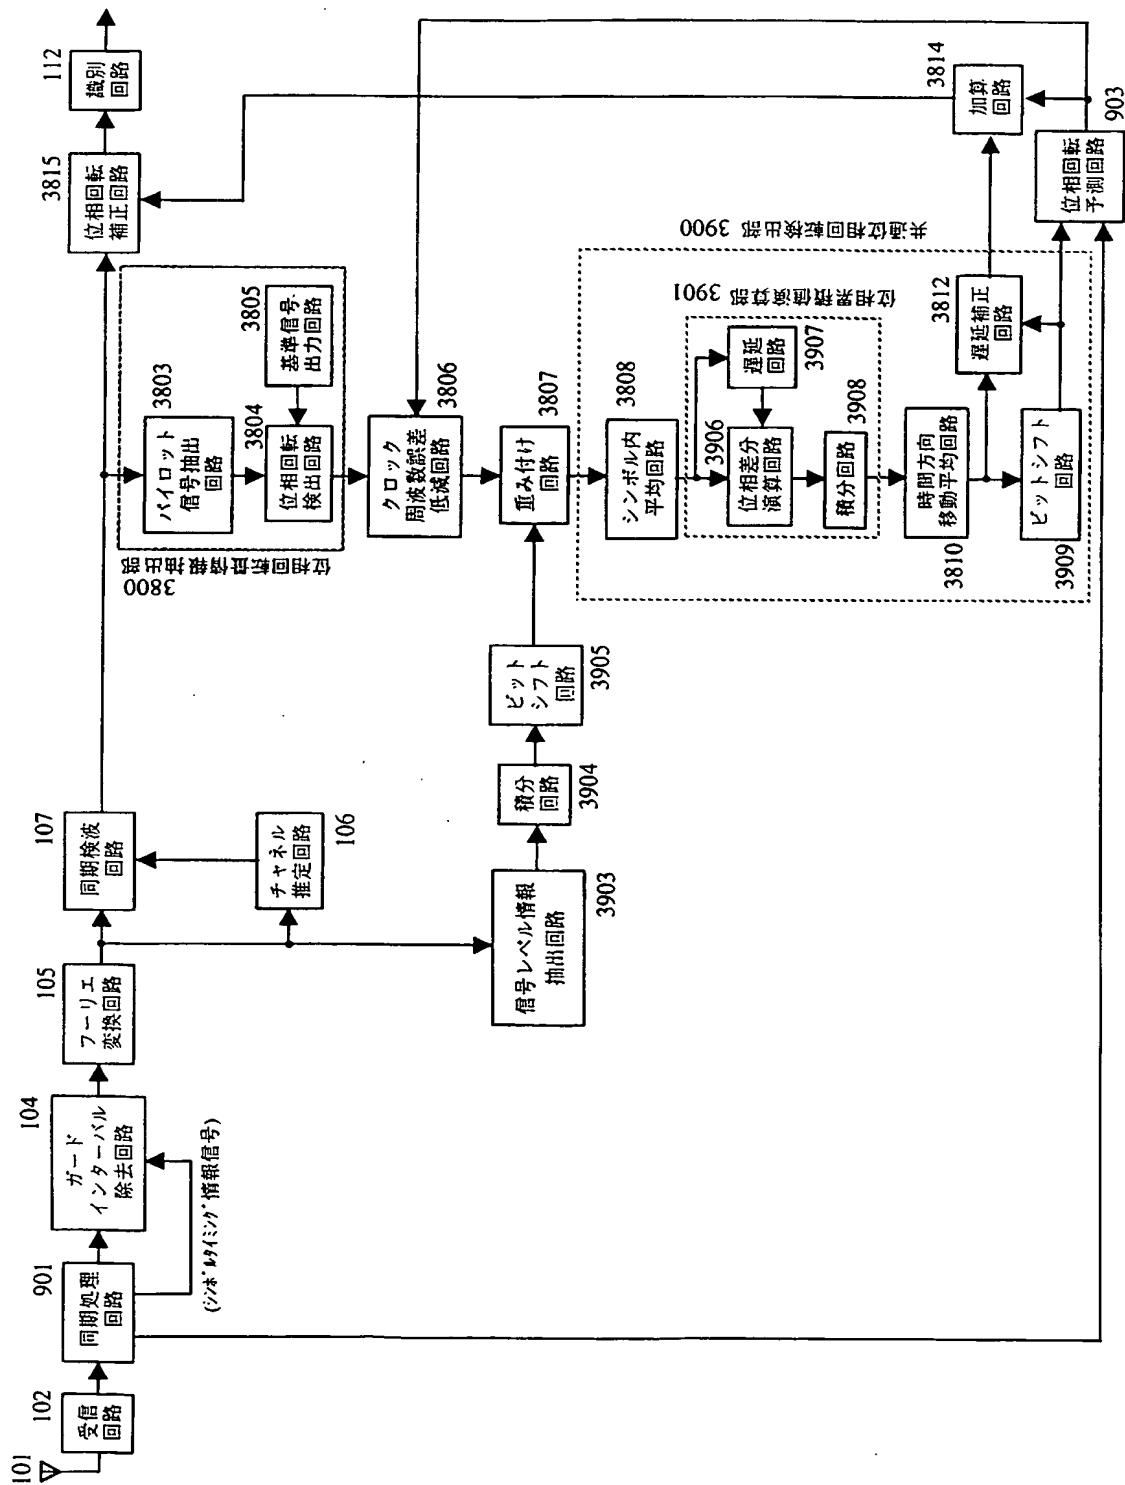 101
102
受信
回路
901
同期処理
回路
(シンボルタイミング情報信号)
104
ガード
インターバル
除去回路
105
フーリエ
変換回路
107
同期検波
回路
106
チャネル
推定回路
3815
位相回転
補正回路
112
識別
回路
3800
位相回転量情報抽出部
3803
パイロット
信号抽出
回路
3804
位相回転
検出回路
3805
基準信号
出力回路
3806
クロック
周波数誤差
低減回路
3903
信号レベル情報
抽出回路
3904
積分
回路
3905
ビット
シフト
回路
3807
重み付け
回路
共通位相回転検出部 3900
3808
シンボル内
平均回路
位相累積値演算部 3901
3906
位相差分
演算回路
3907
遅延
回路
3908
積分回路
3810
時間方向
移動平均回路
3812
遅延補正
回路
3909
ビットシフト
回路
3814
加算
回路
903
位相回転
予測回路